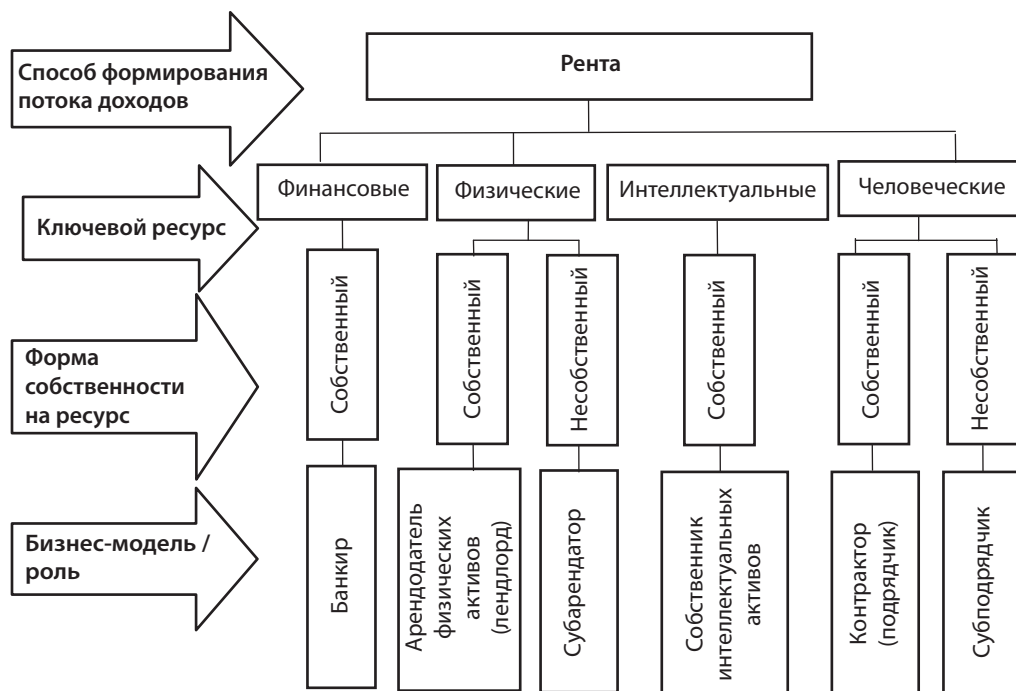 Способ формирования
потока доходов
Рента
Ключевой ресурс
Финансовые
Физические
Интеллектуальные
Человеческие
Форма
собственности
на ресурс
Собственный
Собственный
Несобственный
Собственный
Собственный
Несобственный
Бизнес-модель /
роль
Банкир
Арендодатель
физических
активов
(лендлорд)
Субарендатор
Собственник
интеллектуальных
активов
Контрактор
(подрядчик)
Субподрядчик